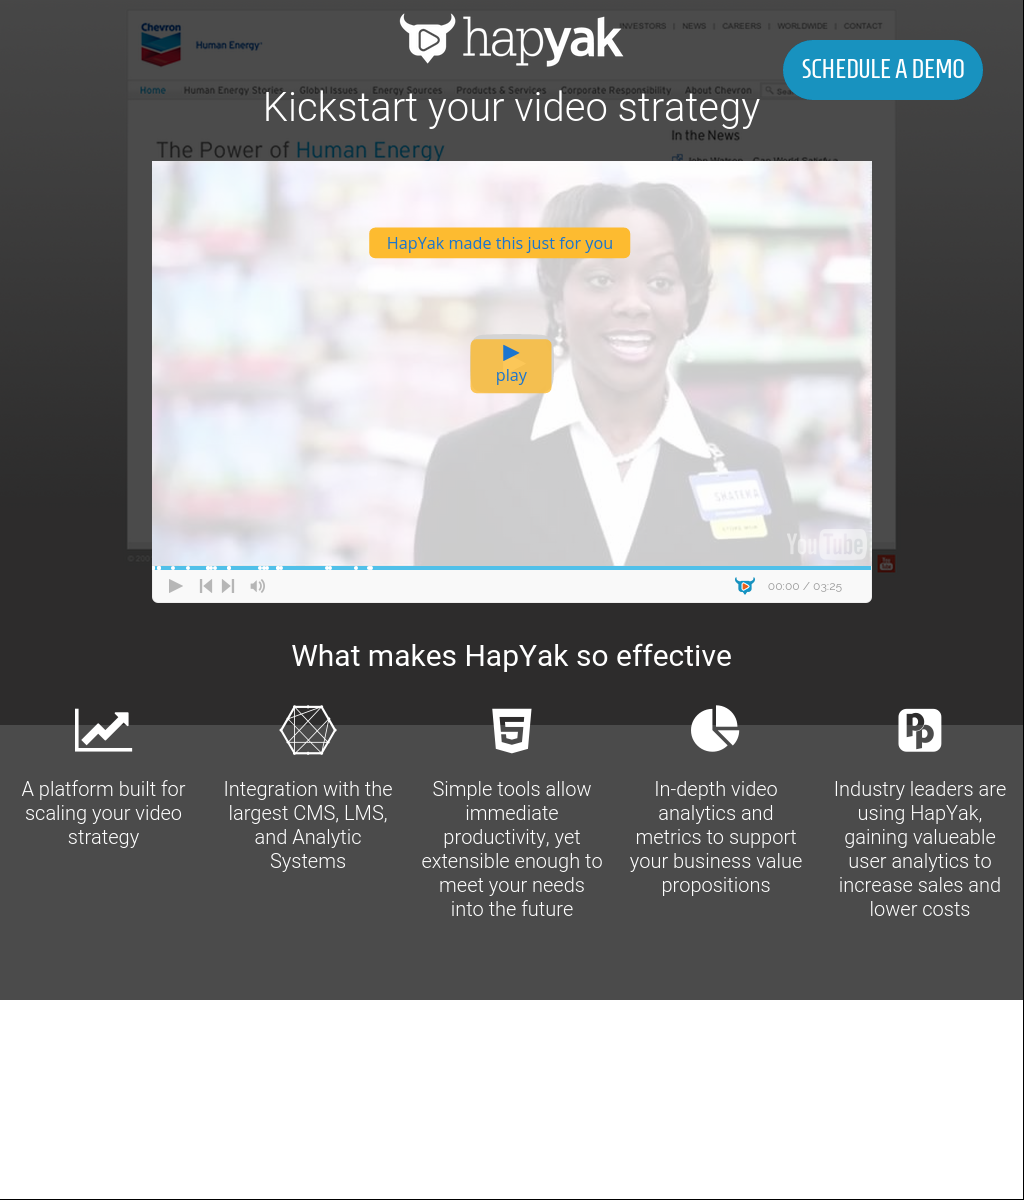 Chevron
Human Energy
INVESTORS | NEWS | CAREERS | WORLDWIDE | CONTACT
hapyak
SCHEDULE A DEMO
Home Human Energy Stories Global Issues Energy Sources Products & Services Corporate Responsibility About Chevron
Kickstart your video strategy
In the News
The Power of Human Energy
HapYak made this just for you
play
YouTube
00:00 / 03:25
What makes HapYak so effective
A platform built for
scaling your video
strategy
Integration with the
largest CMS, LMS,
and Analytic
Systems
Simple tools allow
immediate
productivity, yet
extensible enough to
meet your needs
into the future
In-depth video
analytics and
metrics to support
your business value
propositions
Industry leaders are
using HapYak,
gaining valueable
user analytics to
increase sales and
lower costs